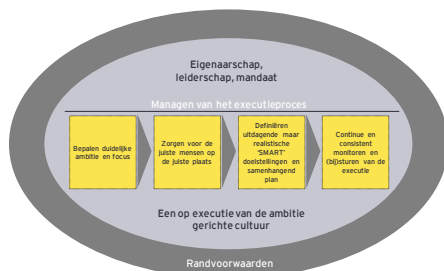 Eigenaarschap,
leiderschap, mandaat
Managen van het executieproces
Bepalen duidelijke
ambitie en focus
Zorgen voor de
juiste mensen op
de juiste plaats
Definiëren
uitdagende maar
realistische
'SMART'
doelstellingen en
samenhangend
plan
Continue en
consistent
monitoren en
(bij)sturen van de
executie
Een op executie van de ambitie
gerichte cultuur
Randvoorwaarden